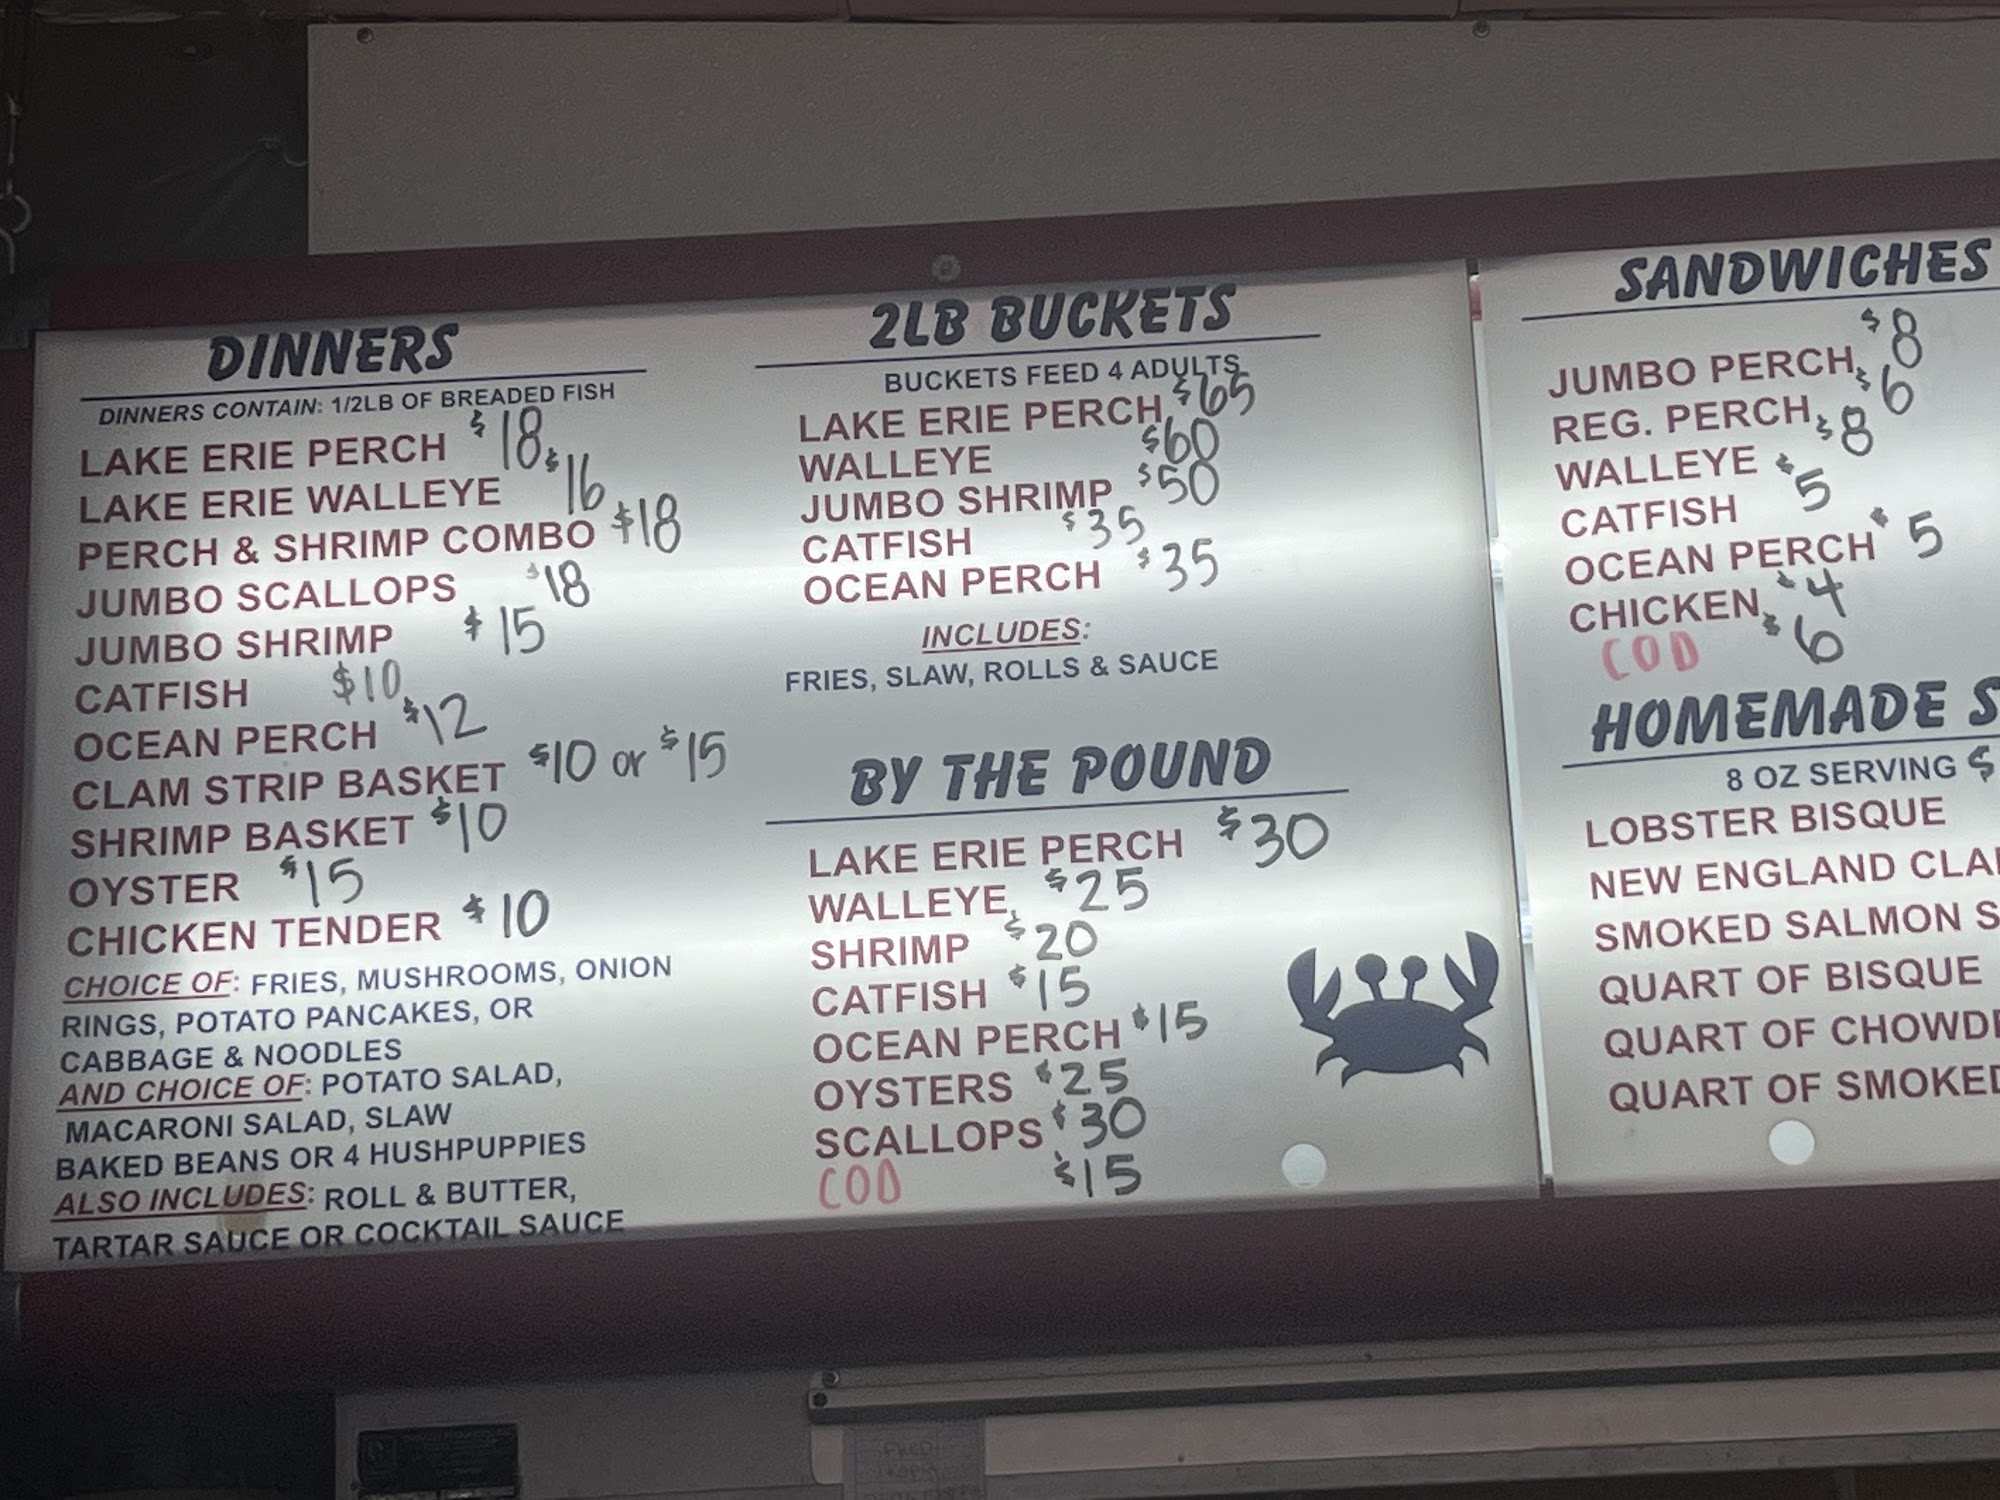 DINNERS
DINNERS CONTAIN: 1/2LB OF BREADED FISH
LAKE ERIE PERCH $18
LAKE ERIE WALLEYE $16
PERCH & SHRIMP COMBO $18
JUMBO SCALLOPS $18
JUMBO SHRIMP $15
CATFISH $10
OCEAN PERCH $12
CLAM STRIP BASKET $10 or $15
SHRIMP BASKET $10
OYSTER $15
CHICKEN TENDER $10
CHOICE OF: FRIES, MUSHROOMS, ONION
RINGS, POTATO PANCAKES, OR
CABBAGE & NOODLES
AND CHOICE OF: POTATO SALAD,
MACARONI SALAD, SLAW
BAKED BEANS OR 4 HUSHPUPPIES
ALSO INCLUDES: ROLL & BUTTER,
TARTAR SAUCE OR COCKTAIL SAUCE
2LB BUCKETS
BUCKETS FEED 4 ADULTS
LAKE ERIE PERCH $65
WALLEYE $60
JUMBO SHRIMP $50
CATFISH $35
OCEAN PERCH $35
INCLUDES:
FRIES, SLAW, ROLLS & SAUCE
BY THE POUND
LAKE ERIE PERCH $30
WALLEYE $25
SHRIMP $20
CATFISH $15
OCEAN PERCH $15
OYSTERS $25
SCALLOPS $30
COD $15
SANDWICHES
JUMBO PERCH $8
REG. PERCH $6
WALLEYE $8
CATFISH $5
OCEAN PERCH $5
CHICKEN $4
COD $6
HOMEMADE S
8 OZ SERVING $
LOBSTER BISQUE
NEW ENGLAND CLA
SMOKED SALMON S
QUART OF BISQUE
QUART OF CHOWDE
QUART OF SMOKED